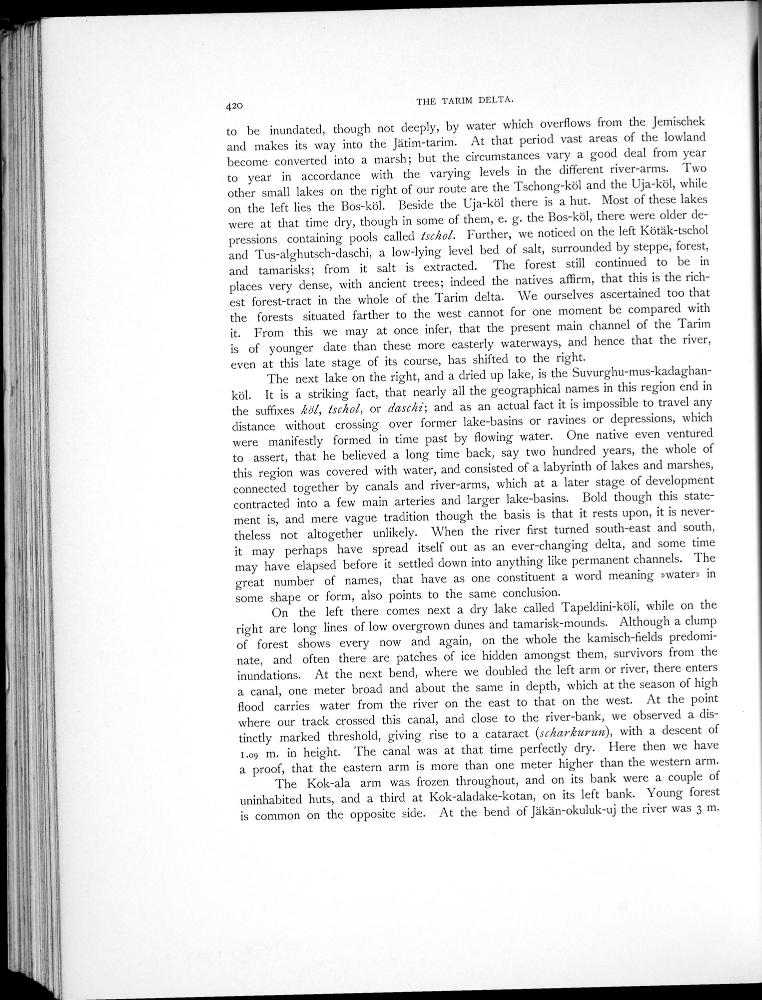 420
THE TARIM DELTA.
to be inundated, though not deeply, by water which overflows from the Jemischek
and makes its way into the Jätim-tarim. At that period vast areas of the lowland
become converted into a marsh; but the circumstances vary a good deal from year
to year in accordance with the varying levels in the different river-arms. Two
other small lakes on the right of our route are the Tschong-köl and the Uja-köl, while
on the left lies the Bos-köl. Beside the Uja-köl there is a hut. Most of these lakes
were at that time dry, though in some of them, e. g. the Bos-köl, there were older de-
pressions containing pools called tschol. Further, we noticed on the left Kötäk-tschol
and Tus-alghutsch-daschi, a low-lying level bed of salt, surrounded by steppe, forest,
and tamarisks; from it salt is extracted. The forest still continued to be in
places very dense, with ancient trees; indeed the natives affirm, that this is the rich-
est forest-tract in the whole of the Tarim delta. We ourselves ascertained too that
the forests situated farther to the west cannot for one moment be compared with
it. From this we may at once infer, that the present main channel of the Tarim
is of younger date than these more easterly waterways, and hence that the river,
even at this late stage of its course, has shifted to the right.
The next lake on the right, and a dried up lake, is the Suvurghu-mus-kadaghan-
köl. It is a striking fact, that nearly all the geographical names in this region end in
the suffixes köl, tschol, or daschi; and as an actual fact it is impossible to travel any
distance without crossing over former lake-basins or ravines or depressions, which
were manifestly formed in time past by flowing water. One native even ventured
to assert, that he believed a long time back, say two hundred years, the whole of
this region was covered with water, and consisted of a labyrinth of lakes and marshes,
connected together by canals and river-arms, which at a later stage of development
contracted into a few main arteries and larger lake-basins. Bold though this state-
ment is, and mere vague tradition though the basis is that it rests upon, it is never-
theless not altogether unlikely. When the river first turned south-east and south,
it may perhaps have spread itself out as an ever-changing delta, and some time
may have elapsed before it settled down into anything like permanent channels. The
great number of names, that have as one constituent a word meaning »water» in
some shape or form, also points to the same conclusion.
On the left there comes next a dry lake called Tapeldini-köli, while on the
right are long lines of low overgrown dunes and tamarisk-mounds. Although a clump
of forest shows every now and again, on the whole the kamisch-fields predomi-
nate, and often there are patches of ice hidden amongst them, survivors from the
inundations. At the next bend, where we doubled the left arm or river, there enters
a canal, one meter broad and about the same in depth, which at the season of high
flood carries water from the river on the east to that on the west. At the point
where our track crossed this canal, and close to the river-bank, we observed a dis-
tinctly marked threshold, giving rise to a cataract (scharkurun), with a descent of
1.09 m. in height. The canal was at that time perfectly dry. Here then we have
a proof, that the eastern arm is more than one meter higher than the western arm.
The Kok-ala arm was frozen throughout, and on its bank were a couple of
uninhabited huts, and a third at Kok-aladake-kotan, on its left bank. Young forest
is common on the opposite side. At the bend of Jäkän-okuluk-uj the river was 3 m.